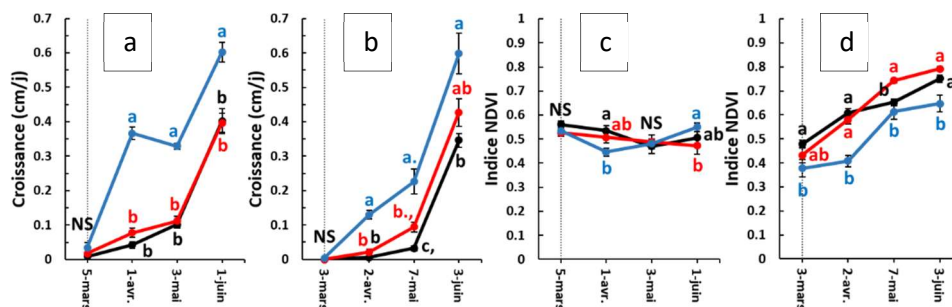 a
Croissance (cm/j)
0.7
0.6
0.5
0.4
0.3
0.2
0.1
0
NS
a
a
a
b
b
b
b
b
b
5-mars
1-avr.
3-mai
1-juin
b
Croissance (cm/j)
0.7
0.6
0.5
0.4
0.3
0.2
0.1
0
NS
a
a.
a
b b
b.,
c,
ab
b
3-mars
2-avr.
7-mai
3-juin
c
Indice NDVI
1
0.9
0.8
0.7
0.6
0.5
0.4
0.3
0.2
0.1
0
NS
a
ab
b
NS
a
ab
b
5-mars
1-avr.
3-mai
1-juin
d
Indice NDVI
1
0.9
0.8
0.7
0.6
0.5
0.4
0.3
0.2
0.1
0
a
ab
b
a
a
b
a
b
b
a
a
b
3-mars
2-avr.
7-mai
3-juin